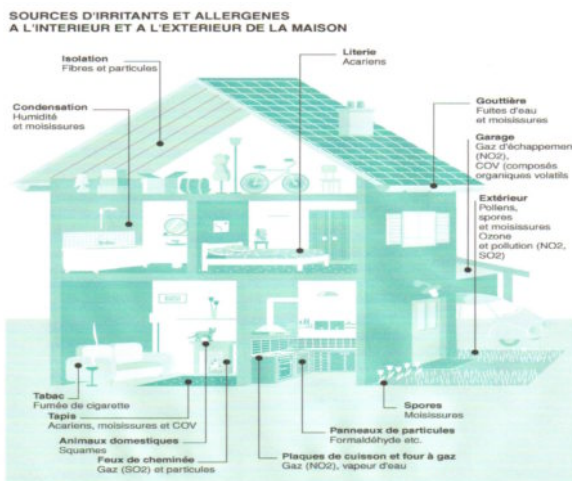 SOURCES D'IRRITANTS ET ALLERGENES
A L'INTERIEUR ET A L'EXTERIEUR DE LA MAISON
Isolation
Fibres et particules
Literie
Acariens
Condensation
Humidité
et moisissures
Gouttière
Fuites d'eau
et moisissures
Garage
Gaz d'échappement
(NO2),
COV (composés
organiques volatils
Extérieur
Pollens,
spores
et moisissures
Ozone
et pollution (NO2,
SO2)
Tabac
Fumée de cigarette
Tapis
Acariens, moisissures et COV
Animaux domestiques
Squames
Feux de cheminée
Gaz (SO2) et particules
Spores
Moisissures
Panneaux de particules
Formaldéhyde etc.
Plaques de cuisson et four à gaz
Gaz (NO2), vapeur d'eau